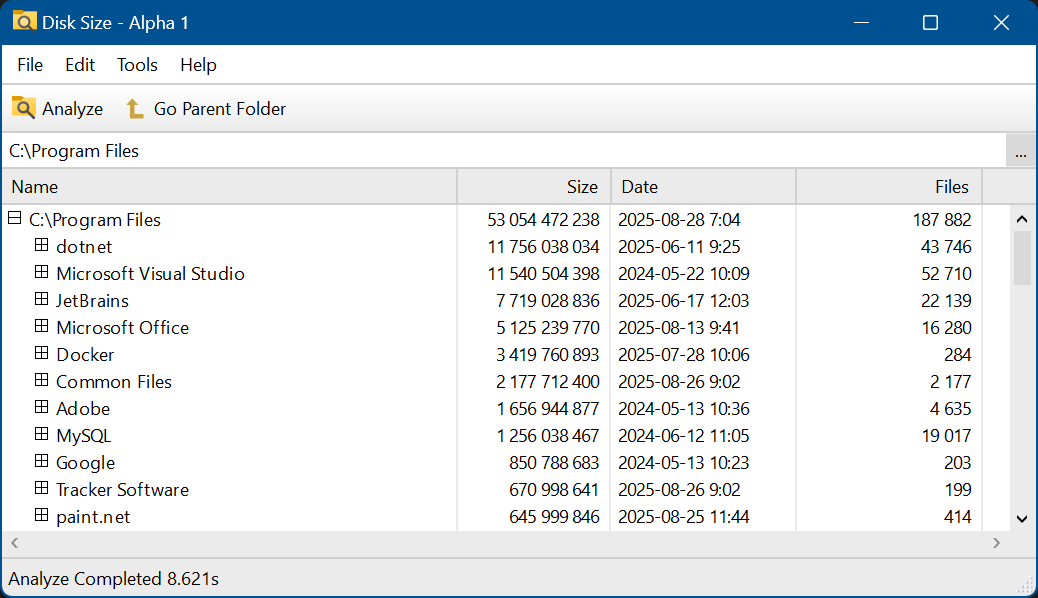 Disk Size - Alpha 1
File Edit Tools Help
Analyze Go Parent Folder
C:\Program Files ...
Name Size Date Files
C:\Program Files 53 054 472 238 2025-08-28 7:04 187 882
dotnet 11 756 038 034 2025-06-11 9:25 43 746
Microsoft Visual Studio 11 540 504 398 2024-05-22 10:09 52 710
JetBrains 7 719 028 836 2025-06-17 12:03 22 139
Microsoft Office 5 125 239 770 2025-08-13 9:41 16 280
Docker 3 419 760 893 2025-07-28 10:06 284
Common Files 2 177 712 400 2025-08-26 9:02 2 177
Adobe 1 656 944 877 2024-05-13 10:36 4 635
MySQL 1 256 038 467 2024-06-12 11:05 19 017
Google 850 788 683 2024-05-13 10:23 203
Tracker Software 670 998 641 2025-08-26 9:02 199
paint.net 645 999 846 2025-08-25 11:44 414
Analyze Completed 8.621s